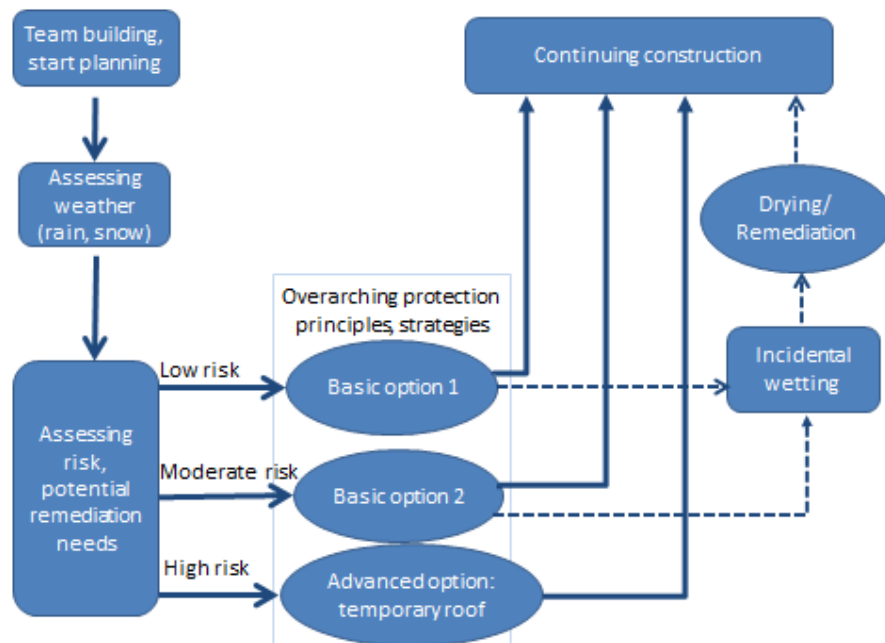 Team building,
start planning
Continuing construction
Assessing
weather
(rain, snow)
Drying/
Remediation
Overarching protection
principles, strategies
Low risk
Basic option 1
Incidental
wetting
Assessing
risk,
potential
remediation
needs
Moderate risk
Basic option 2
High risk
Advanced option:
temporary roof